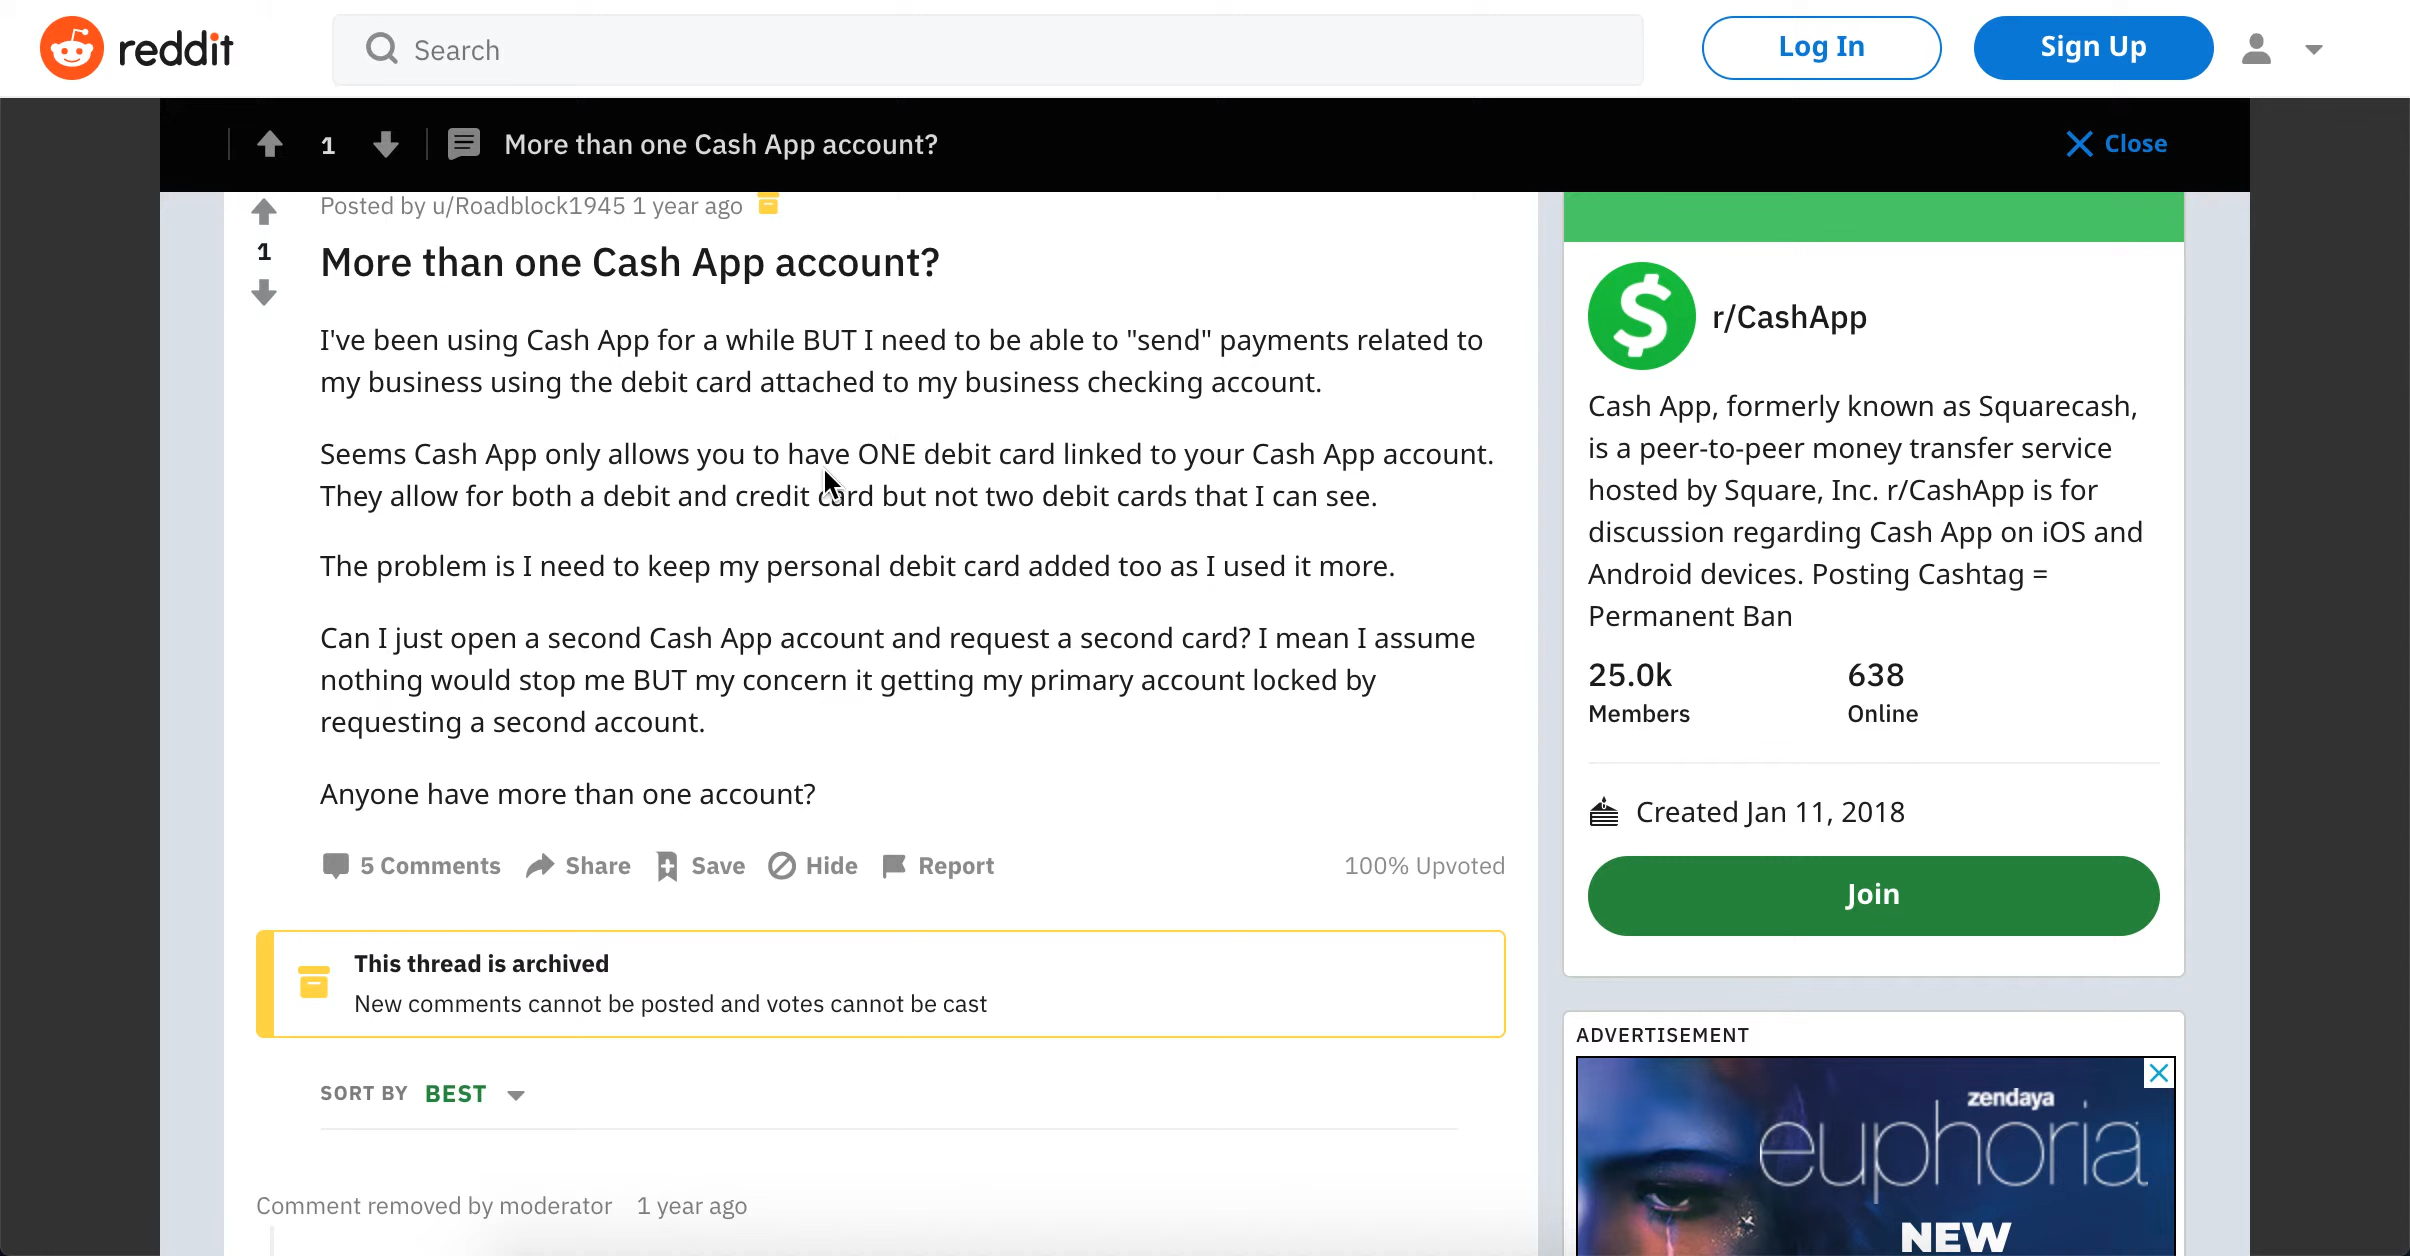 reddit
Search
Log In
Sign Up
1
More than one Cash App account?
Close
1
Posted by u/Roadblock1945 1 year ago
More than one Cash App account?
I've been using Cash App for a while BUT I need to be able to "send" payments related to
my business using the debit card attached to my business checking account.
Seems Cash App only allows you to have ONE debit card linked to your Cash App account.
They allow for both a debit and credit card but not two debit cards that I can see.
The problem is I need to keep my personal debit card added too as I used it more.
Can I just open a second Cash App account and request a second card? I mean I assume
nothing would stop me BUT my concern it getting my primary account locked by
requesting a second account.
Anyone have more than one account?
5 Comments
Share
Save
Hide
Report
100% Upvoted
This thread is archived
New comments cannot be posted and votes cannot be cast
SORT BY BEST
Comment removed by moderator 1 year ago
r/CashApp
Cash App, formerly known as Squarecash,
is a peer-to-peer money transfer service
hosted by Square, Inc. r/CashApp is for
discussion regarding Cash App on iOS and
Android devices. Posting Cashtag =
Permanent Ban
25.0k
638
Members
Online
Created Jan 11, 2018
Join
ADVERTISEMENT
zendaya
euphoria
NEW